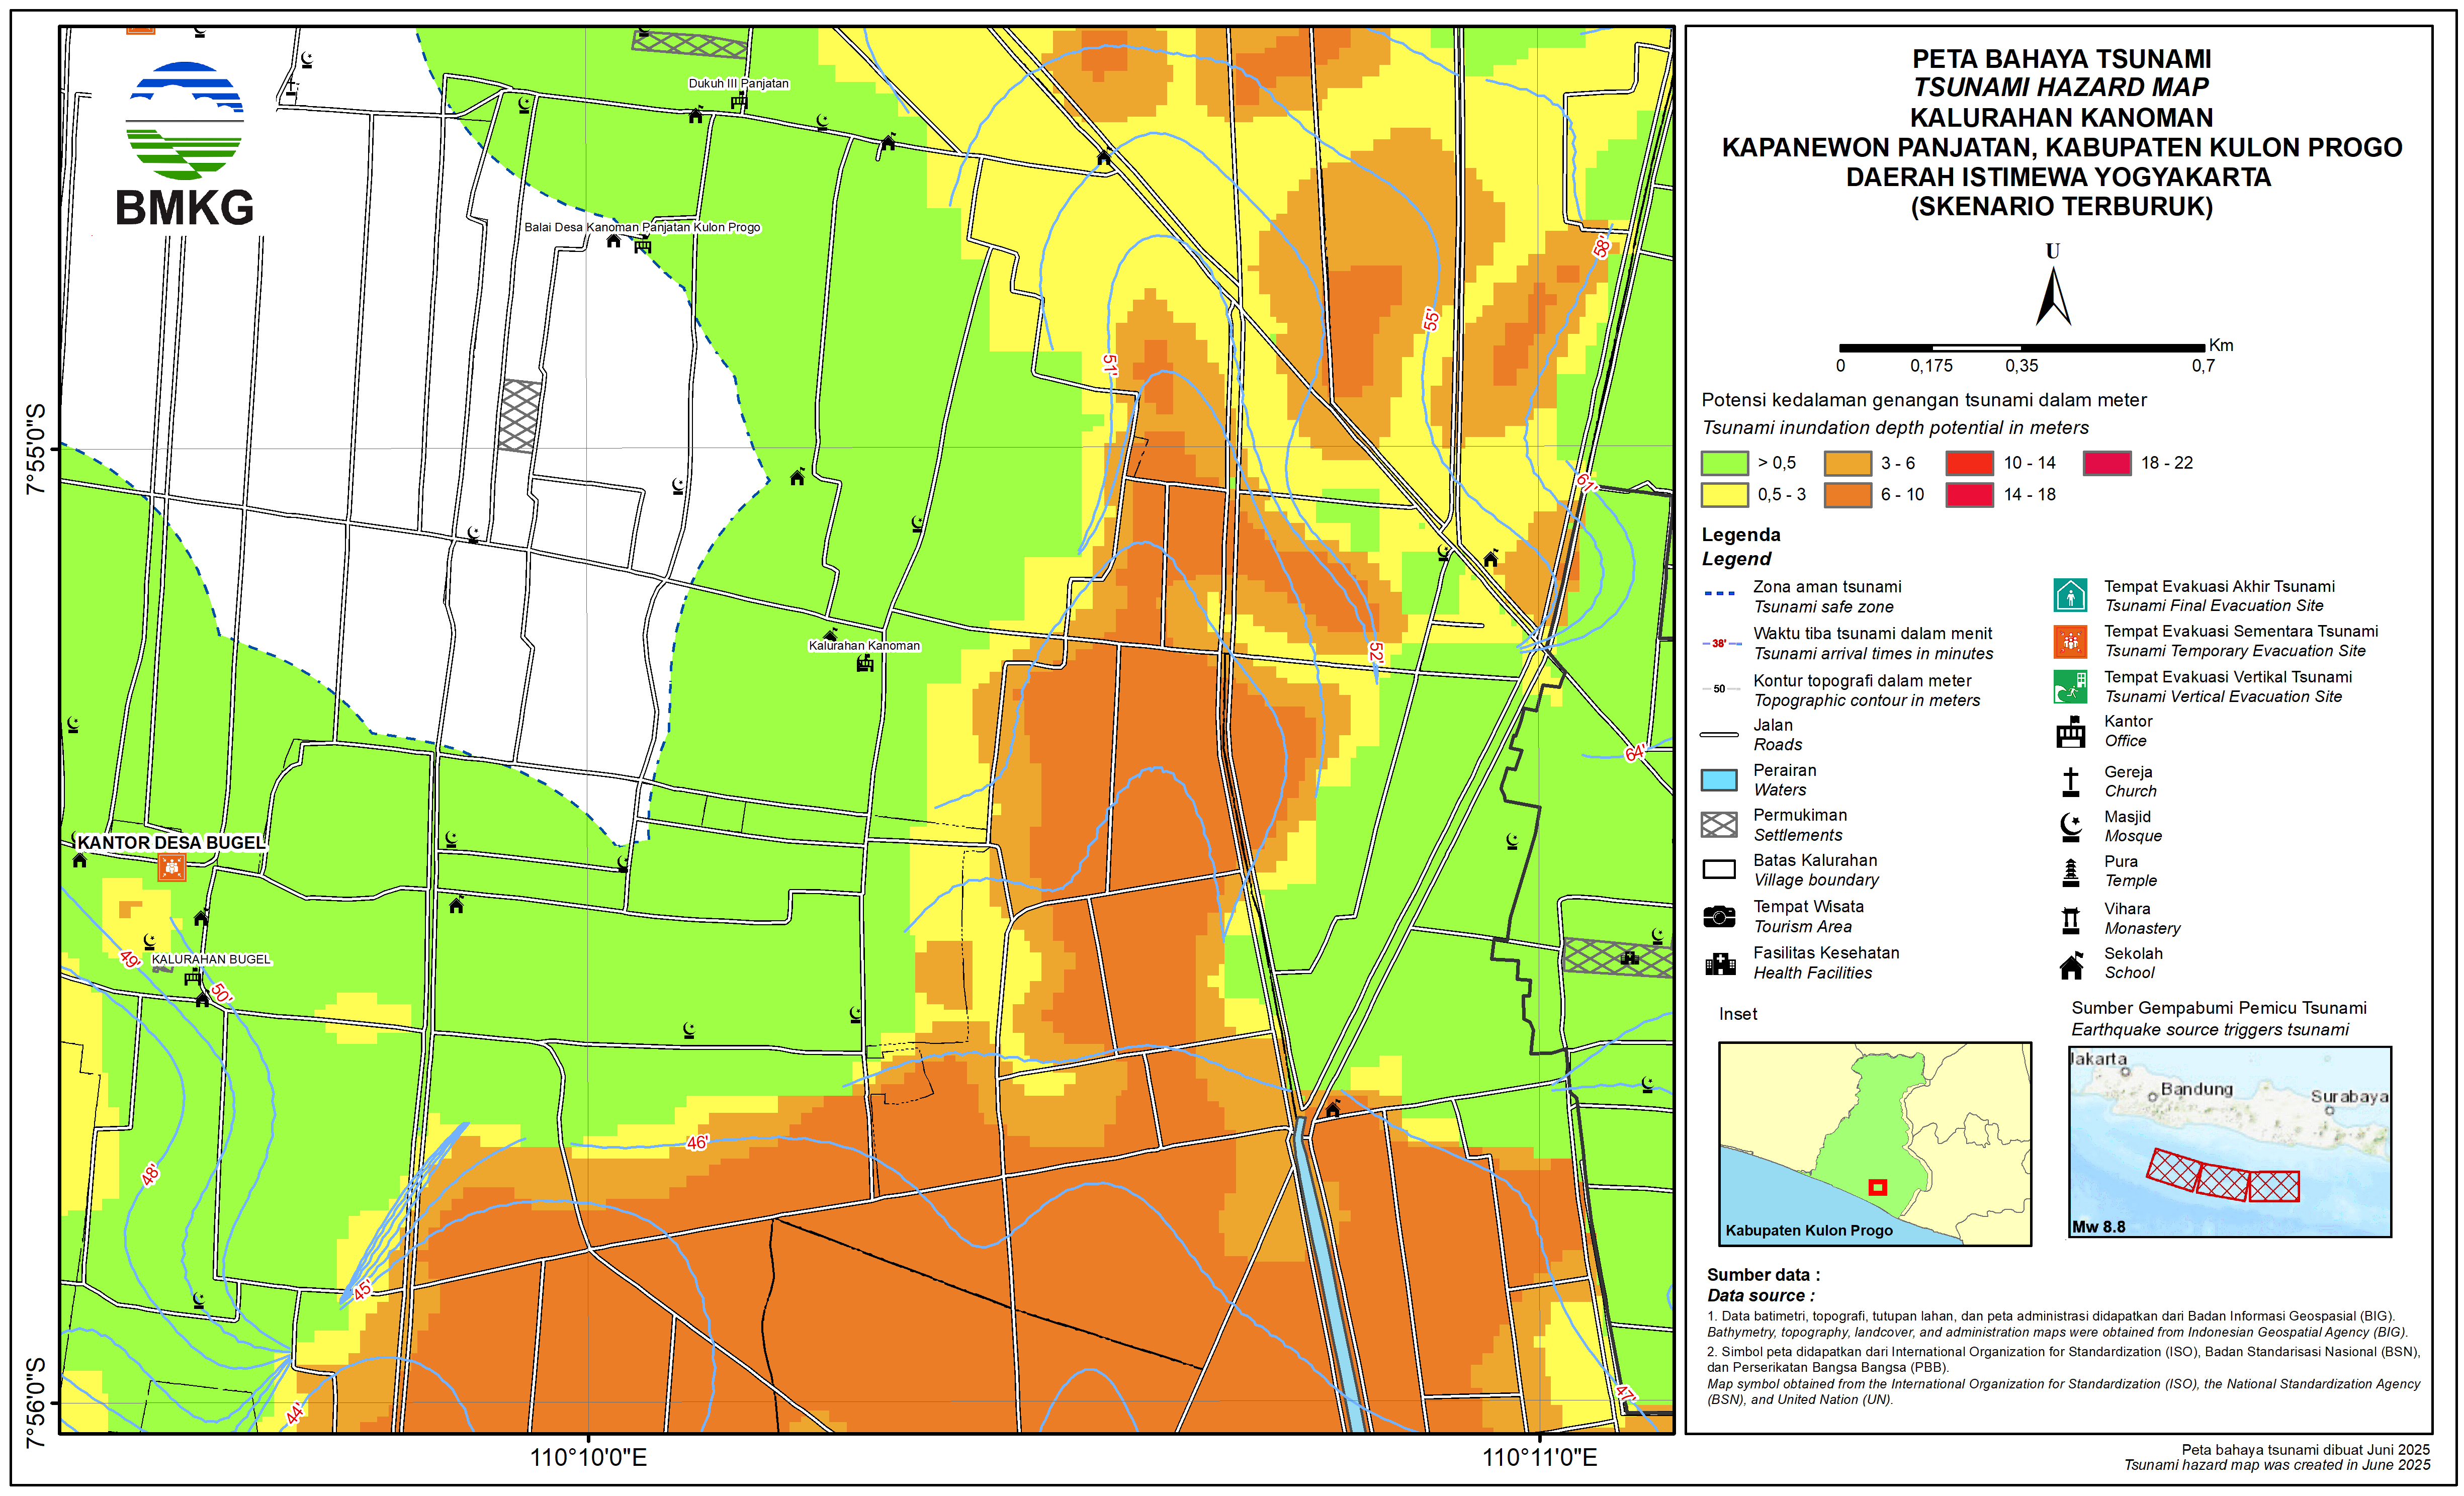 BMKG
Dukuh III Panjatan
Balai Desa Kanoman Panjatan Kulon Progo
Kalurahan Kanoman
KANTOR DESA BUGEL
KALURAHAN BUGEL
58'
55'
51'
61'
52'
64'
49'
50'
48'
46'
45'
44'
47'
7°55'0"S
7°56'0"S
110°10'0"E
110°11'0"E
PETA BAHAYA TSUNAMI
TSUNAMI HAZARD MAP
KALURAHAN KANOMAN
KAPANEWON PANJATAN, KABUPATEN KULON PROGO
DAERAH ISTIMEWA YOGYAKARTA
(SKENARIO TERBURUK)
U
Km
0 0,175 0,35 0,7
Potensi kedalaman genangan tsunami dalam meter
Tsunami inundation depth potential in meters
> 0,5 3 - 6 10 - 14 18 - 22
0,5 - 3 6 - 10 14 - 18
Legenda
Legend
Zona aman tsunami
Tsunami safe zone
38'
Waktu tiba tsunami dalam menit
Tsunami arrival times in minutes
50
Kontur topografi dalam meter
Topographic contour in meters
Jalan
Roads
Perairan
Waters
Permukiman
Settlements
Batas Kalurahan
Village boundary
Tempat Wisata
Tourism Area
Fasilitas Kesehatan
Health Facilities
Tempat Evakuasi Akhir Tsunami
Tsunami Final Evacuation Site
Tempat Evakuasi Sementara Tsunami
Tsunami Temporary Evacuation Site
Tempat Evakuasi Vertikal Tsunami
Tsunami Vertical Evacuation Site
Kantor
Office
Gereja
Church
Masjid
Mosque
Pura
Temple
Vihara
Monastery
Sekolah
School
Inset
Kabupaten Kulon Progo
Sumber Gempabumi Pemicu Tsunami
Earthquake source triggers tsunami
Jakarta
Bandung
Surabaya
Mw 8.8
Sumber data :
Data source :
1. Data batimetri, topografi, tutupan lahan, dan peta administrasi didapatkan dari Badan Informasi Geospasial (BIG).
Bathymetry, topography, landcover, and administration maps were obtained from Indonesian Geospatial Agency (BIG).
2. Simbol peta didapatkan dari International Organization for Standardization (ISO), Badan Standarisasi Nasional (BSN),
dan Perserikatan Bangsa Bangsa (PBB).
Map symbol obtained from the International Organization for Standardization (ISO), the National Standardization Agency
(BSN), and United Nation (UN).
Peta bahaya tsunami dibuat Juni 2025
Tsunami hazard map was created in June 2025